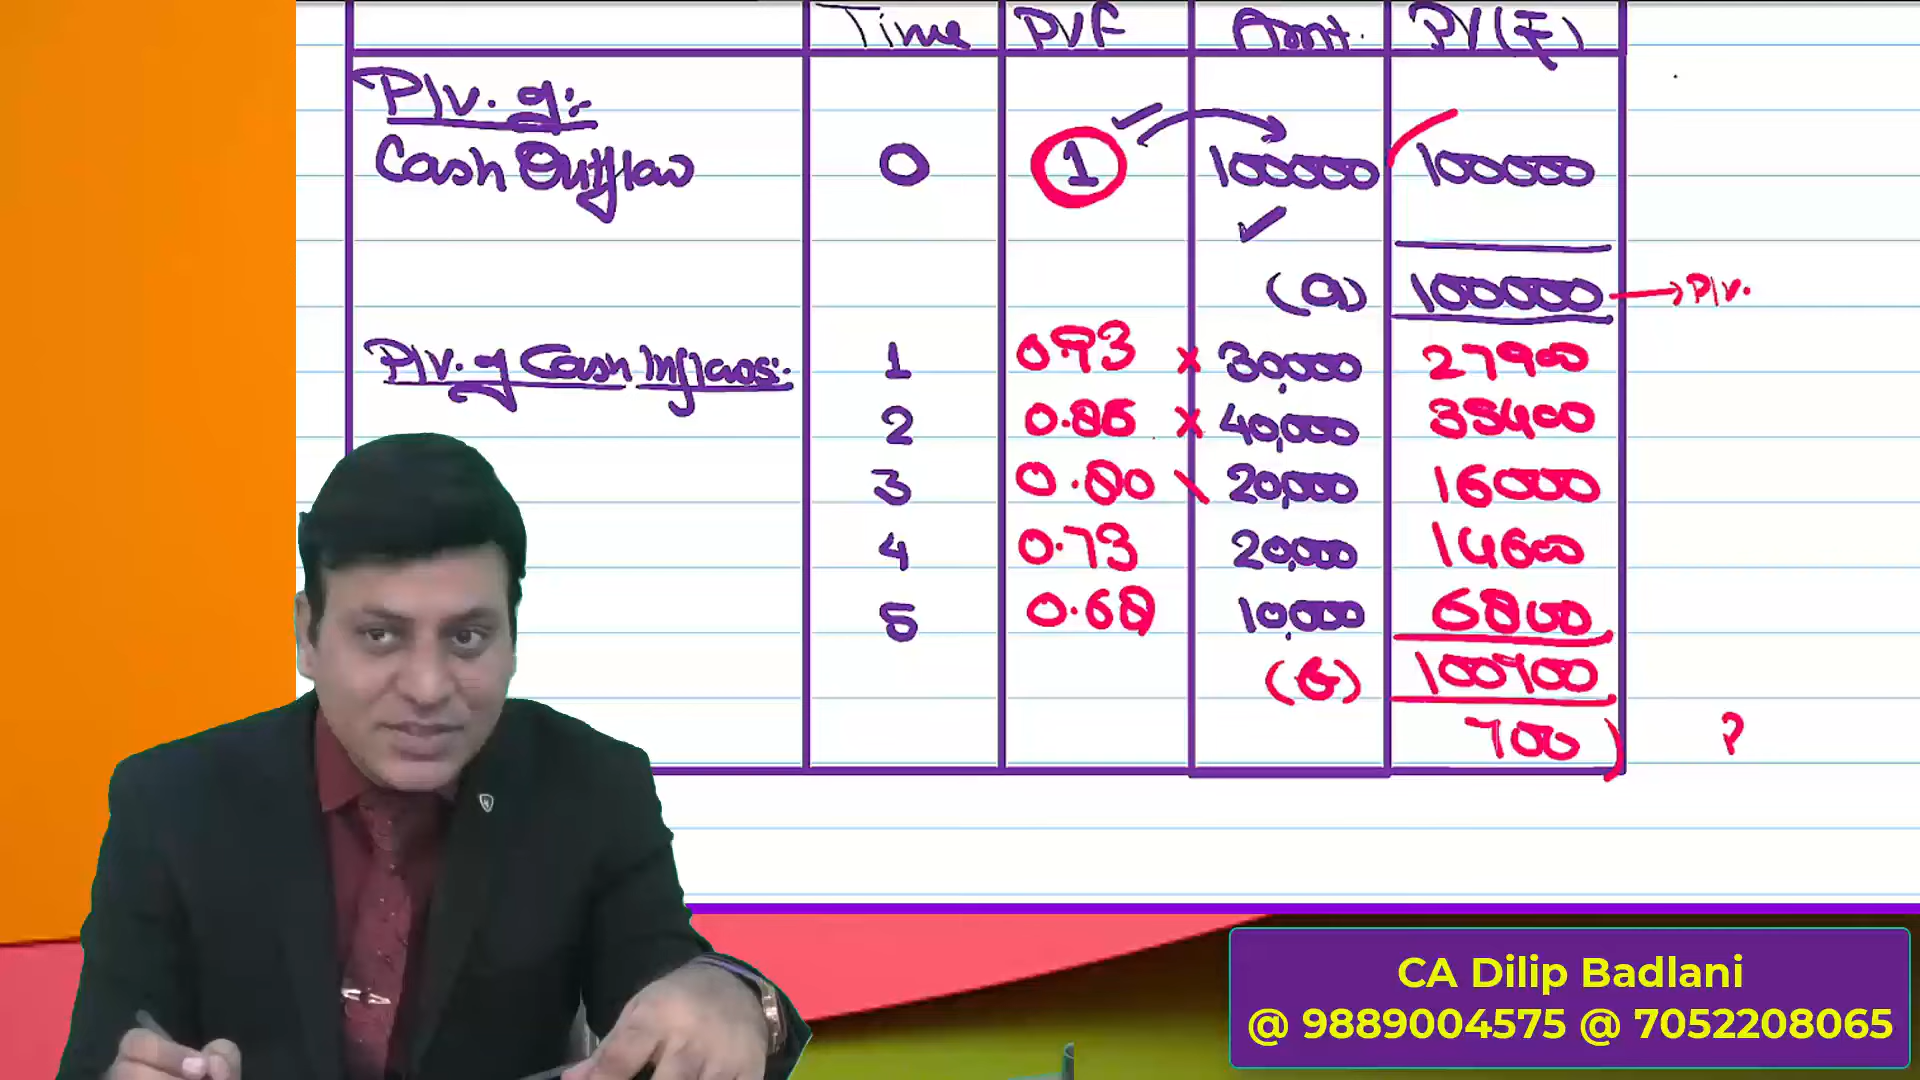 Time PVF Amt. PV(₹)
P/v. of:-
Cash Outflow 0 1 100000 100000
(a) 100000 → P/v.
P/v. of Cash Inflows:- 1 0.93 × 30,000 27900
2 0.86 × 40,000 35400
3 0.80 \ 20,000 16000
4 0.73 20,000 14600
5 0.68 10,000 6800
(b) 100700
700)
CA Dilip Badlani
@ 9889004575 @ 7052208065